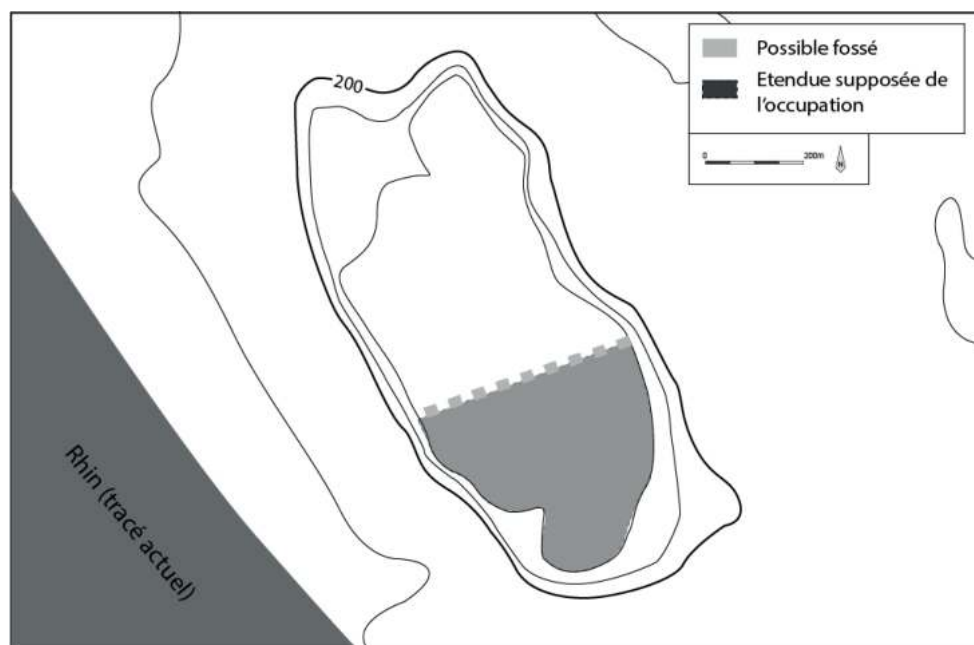 Possible fossé
Etendue supposée de
l'occupation
0 200m
N
200
Rhin (tracé actuel)